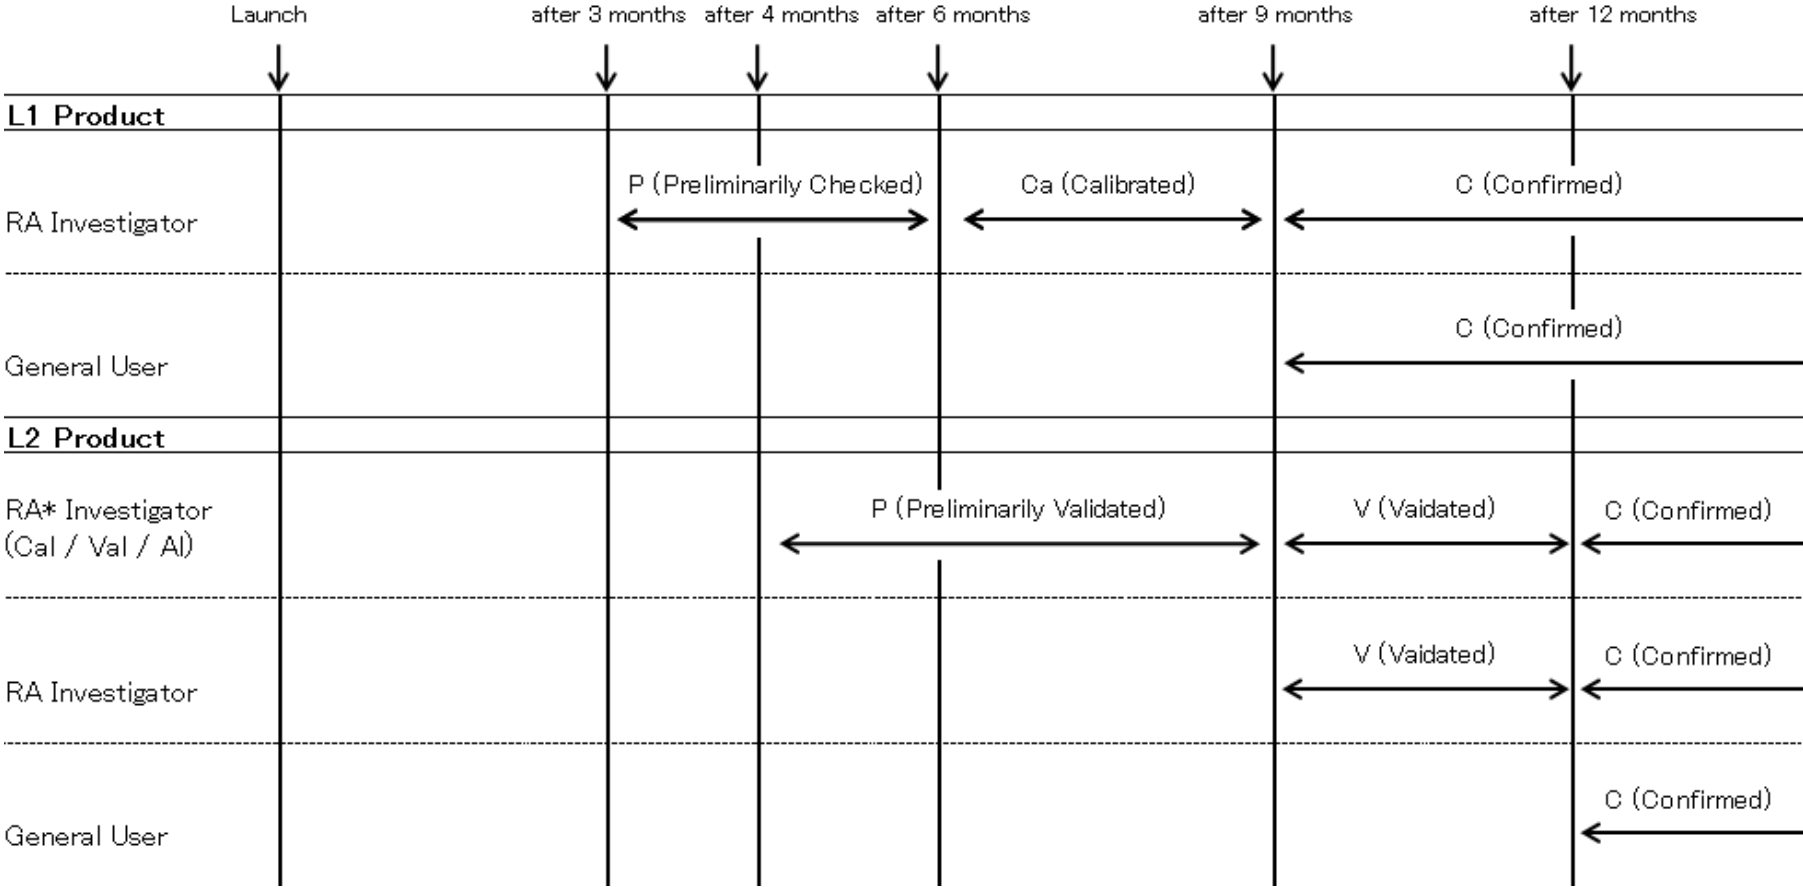 Launch after 3 months after 4 months after 6 months after 9 months after 12 months
L1 Product
P (Preliminarily Checked) Ca (Calibrated) C (Confirmed)
RA Investigator
C (Confirmed)
General User
L2 Product
RA* Investigator P (Preliminarily Validated) V (Vaidated) C (Confirmed)
(Cal / Val / Al)
V (Vaidated) C (Confirmed)
RA Investigator
C (Confirmed)
General User